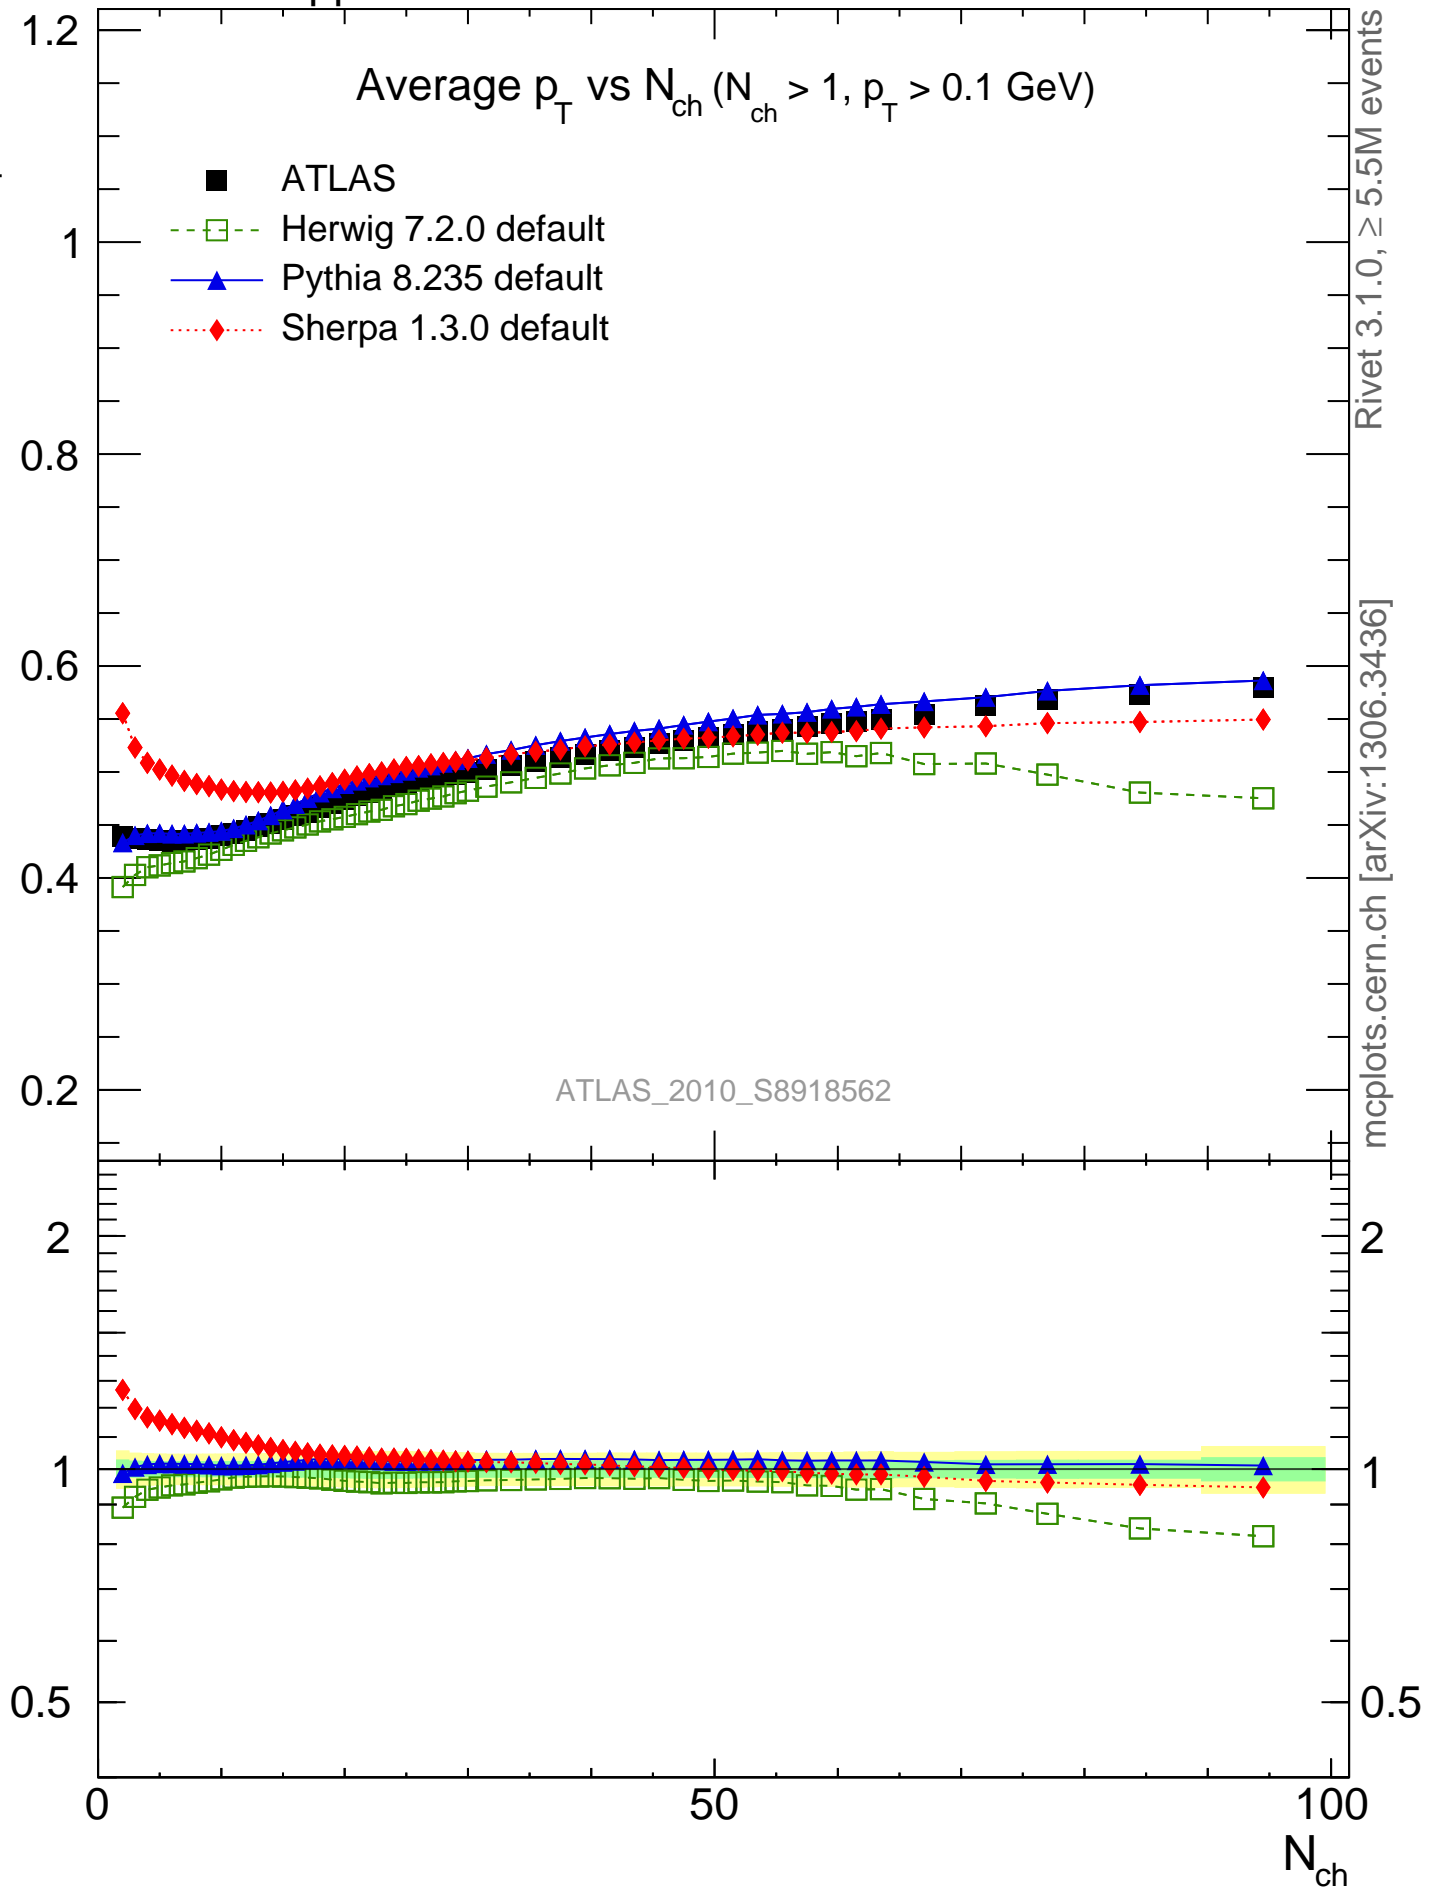 1.2
Average p_T vs N_ch (N_ch > 1, p_T > 0.1 GeV)
ATLAS
Herwig 7.2.0 default
Pythia 8.235 default
Sherpa 1.3.0 default
1
0.8
0.6
0.4
0.2
ATLAS_2010_S8918562
Rivet 3.1.0, ≥ 5.5M events
mcplots.cern.ch [arXiv:1306.3436]
2
2
1
1
0.5
0.5
0
50
100
N_ch